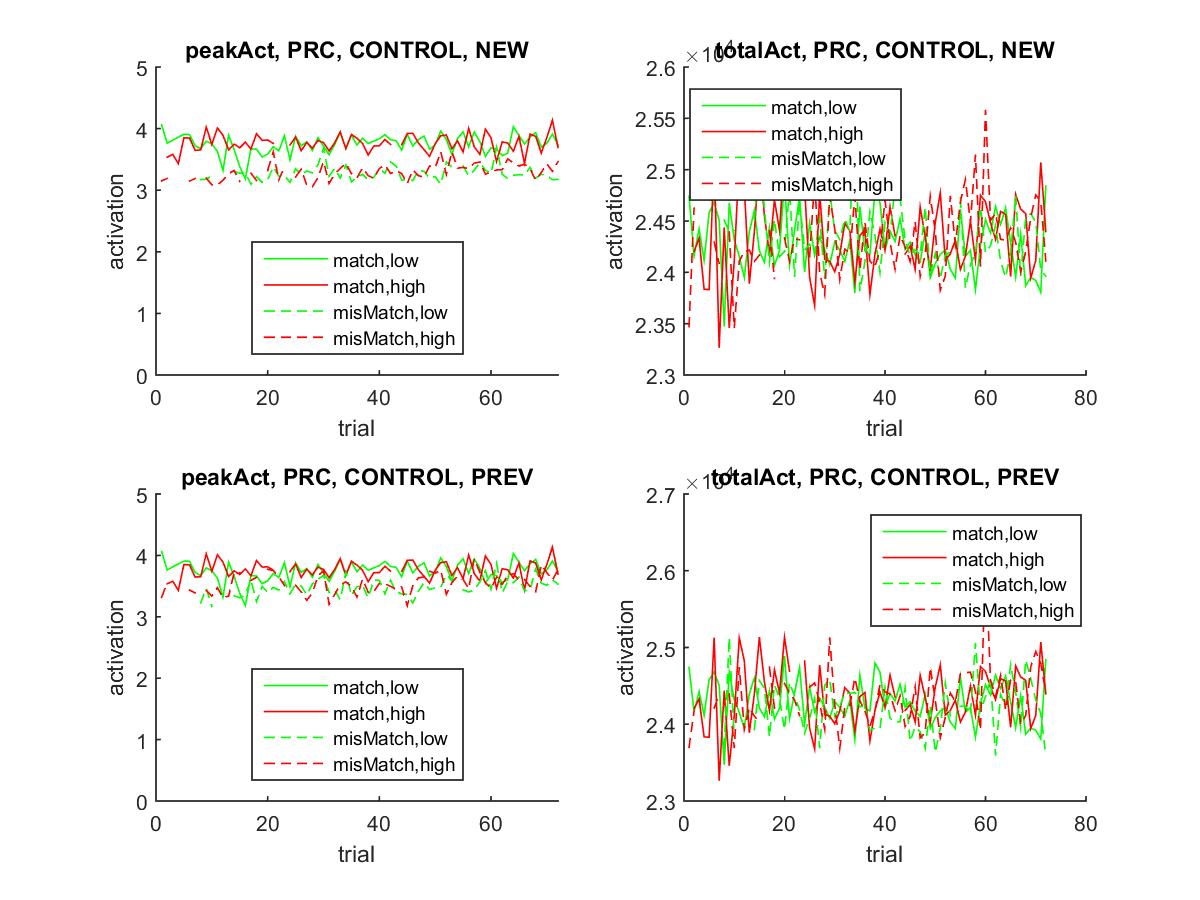 peakAct, PRC, CONTROL, NEW
5
4
3
2
1
0
activation
match,low
match,high
misMatch,low
misMatch,high
0 20 40 60
trial
totalAct, PRC, CONTROL, NEW
×10^4
2.6
2.55
2.5
2.45
2.4
2.35
2.3
activation
match,low
match,high
misMatch,low
misMatch,high
0 20 40 60 80
trial
peakAct, PRC, CONTROL, PREV
5
4
3
2
1
0
activation
match,low
match,high
misMatch,low
misMatch,high
0 20 40 60
trial
totalAct, PRC, CONTROL, PREV
×10^4
2.7
2.6
2.5
2.4
2.3
activation
match,low
match,high
misMatch,low
misMatch,high
0 20 40 60 80
trial